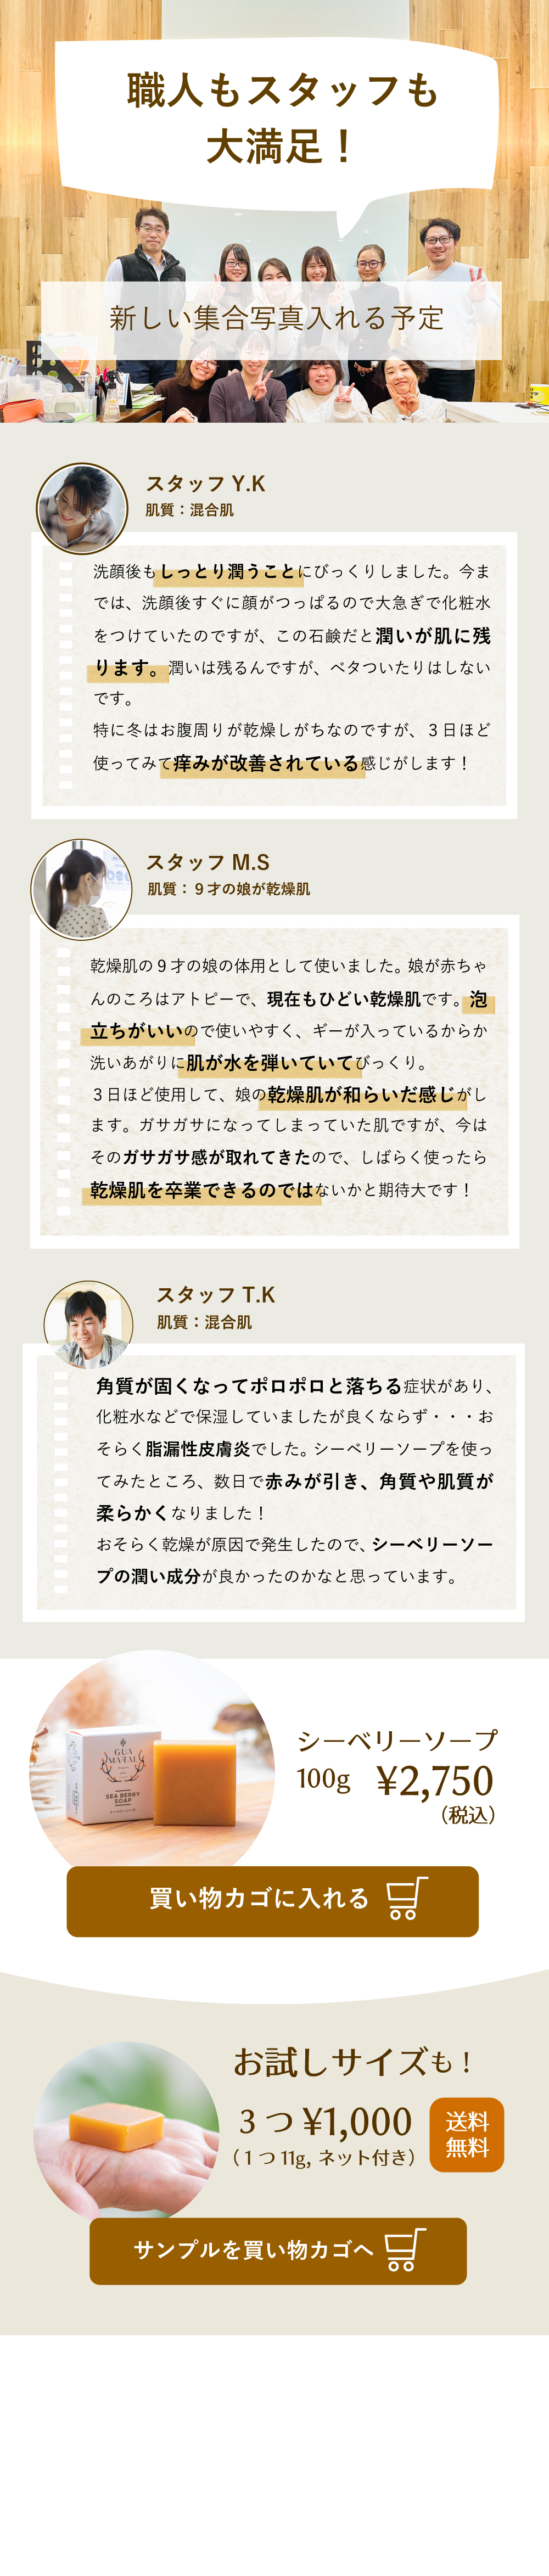 職人もスタッフも
大満足！
新しい集合写真入れる予定
スタッフ Y.K
肌質：混合肌
洗顔後もしっとり潤うことにびっくりしました。今ま
では、洗顔後すぐに顔がつっぱるので大急ぎで化粧水
をつけていたのですが、この石鹸だと潤いが肌に残
ります。潤いは残るんですが、ベタついたりはしない
です。
特に冬はお腹周りが乾燥しがちなのですが、３日ほど
使ってみて痒みが改善されている感じがします！
スタッフ M.S
肌質：９才の娘が乾燥肌
乾燥肌の９才の娘の体用として使いました。娘が赤ちゃ
んのころはアトピーで、現在もひどい乾燥肌です。泡
立ちがいいので使いやすく、ギーが入っているからか
洗いあがりに肌が水を弾いていてびっくり。
３日ほど使用して、娘の乾燥肌が和らいだ感じがし
ます。ガサガサになってしまっていた肌ですが、今は
そのガサガサ感が取れてきたので、しばらく使ったら
乾燥肌を卒業できるのではないかと期待大です！
スタッフ T.K
肌質：混合肌
角質が固くなってポロポロと落ちる症状があり、
化粧水などで保湿していましたが良くならず・・・お
そらく脂漏性皮膚炎でした。シーベリーソープを使っ
てみたところ、数日で赤みが引き、角質や肌質が
柔らかくなりました！
おそらく乾燥が原因で発生したので、シーベリーソー
プの潤い成分が良かったのかなと思っています。
GUA
MARAL
SEA BERRY
SOAP
シーベリーソープ
シーベリーソープ
100g ¥2,750
（税込）
買い物カゴに入れる
お試しサイズも！
３つ ¥1,000
（１つ 11g, ネット付き）
送料
無料
サンプルを買い物カゴへ